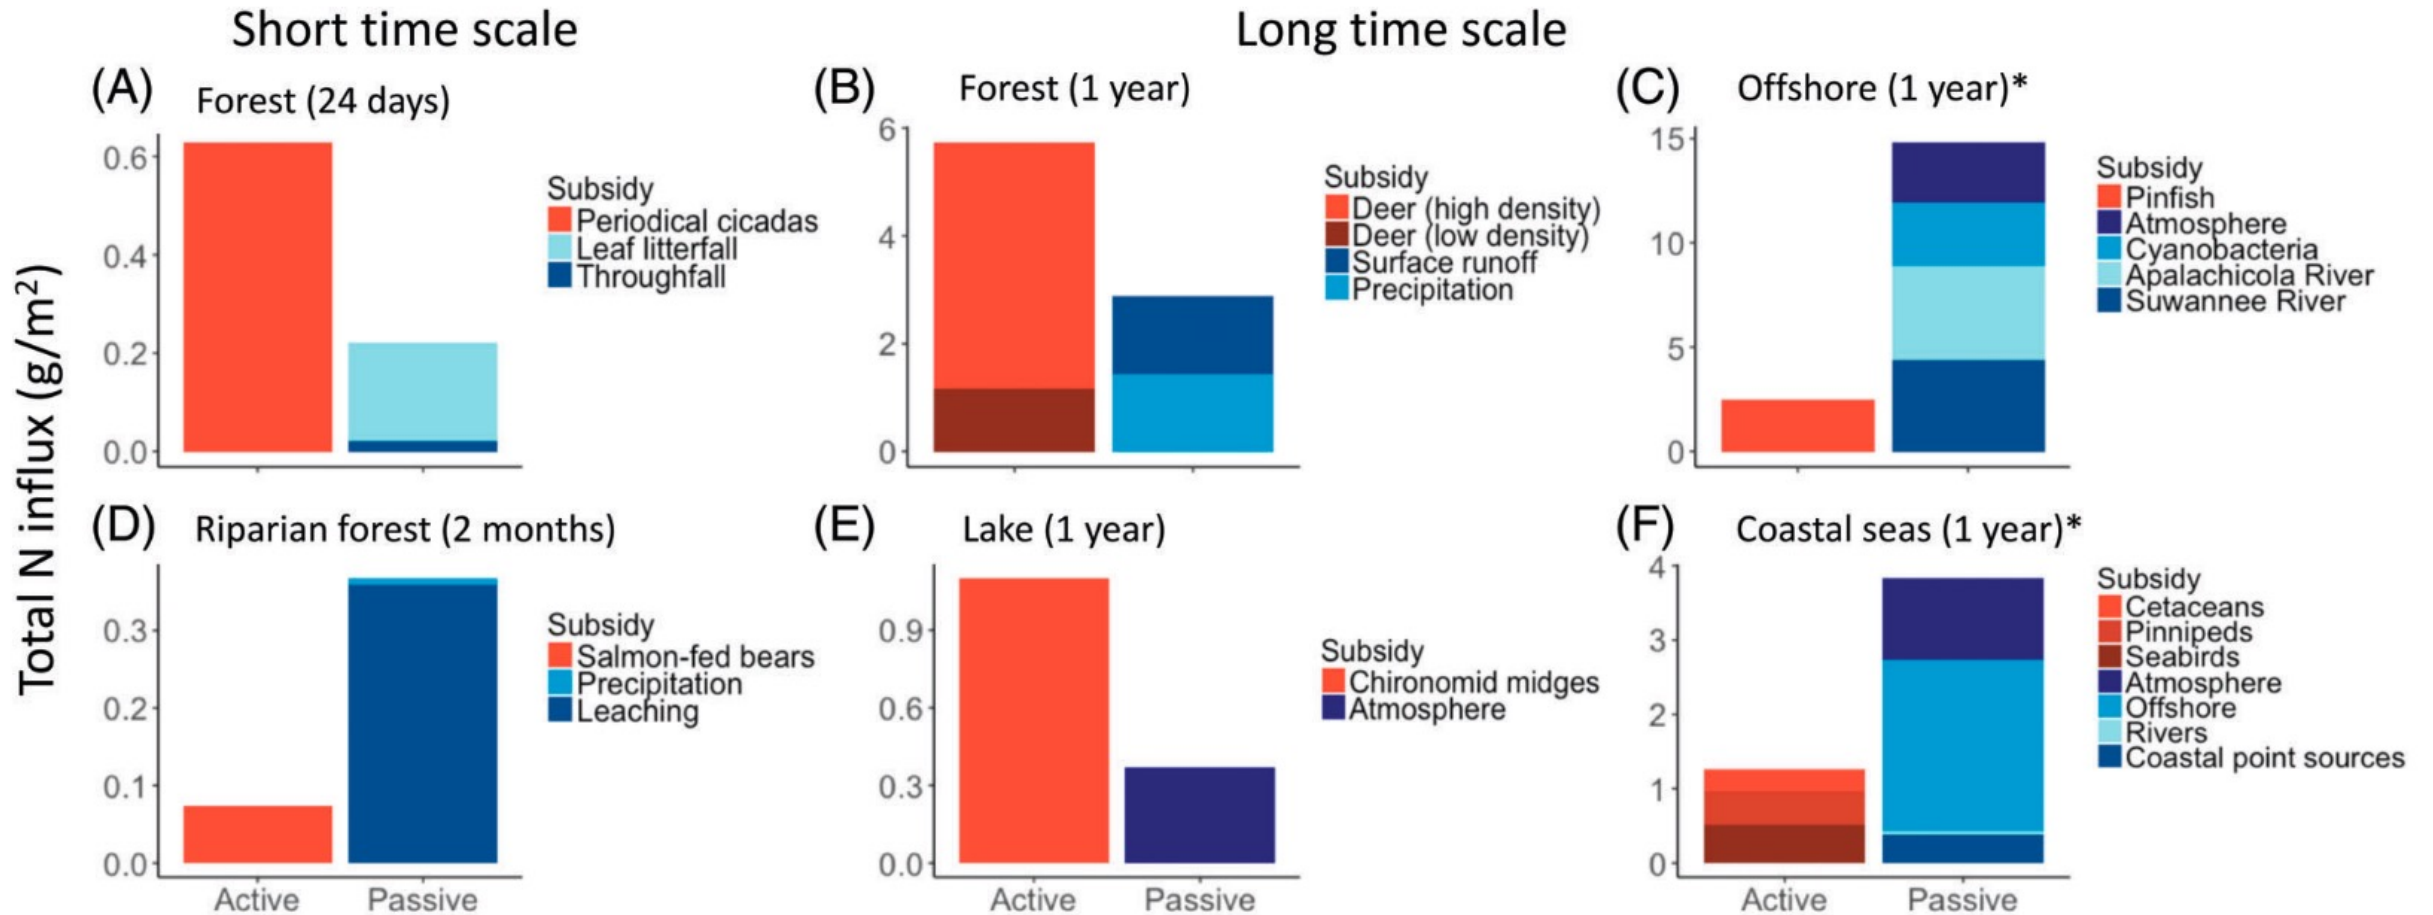 Short time scale
Long time scale
Total N influx (g/m²)
(A)
Forest (24 days)
0.6
0.4
0.2
0.0
Subsidy
Periodical cicadas
Leaf litterfall
Throughfall
(B)
Forest (1 year)
6
4
2
0
Subsidy
Deer (high density)
Deer (low density)
Surface runoff
Precipitation
(C)
Offshore (1 year)*
15
10
5
0
Subsidy
Pinfish
Atmosphere
Cyanobacteria
Apalachicola River
Suwannee River
(D)
Riparian forest (2 months)
0.3
0.2
0.1
0.0
Active Passive
Subsidy
Salmon-fed bears
Precipitation
Leaching
(E)
Lake (1 year)
0.9
0.6
0.3
0.0
Active Passive
Subsidy
Chironomid midges
Atmosphere
(F)
Coastal seas (1 year)*
4
3
2
1
0
Active Passive
Subsidy
Cetaceans
Pinnipeds
Seabirds
Atmosphere
Offshore
Rivers
Coastal point sources